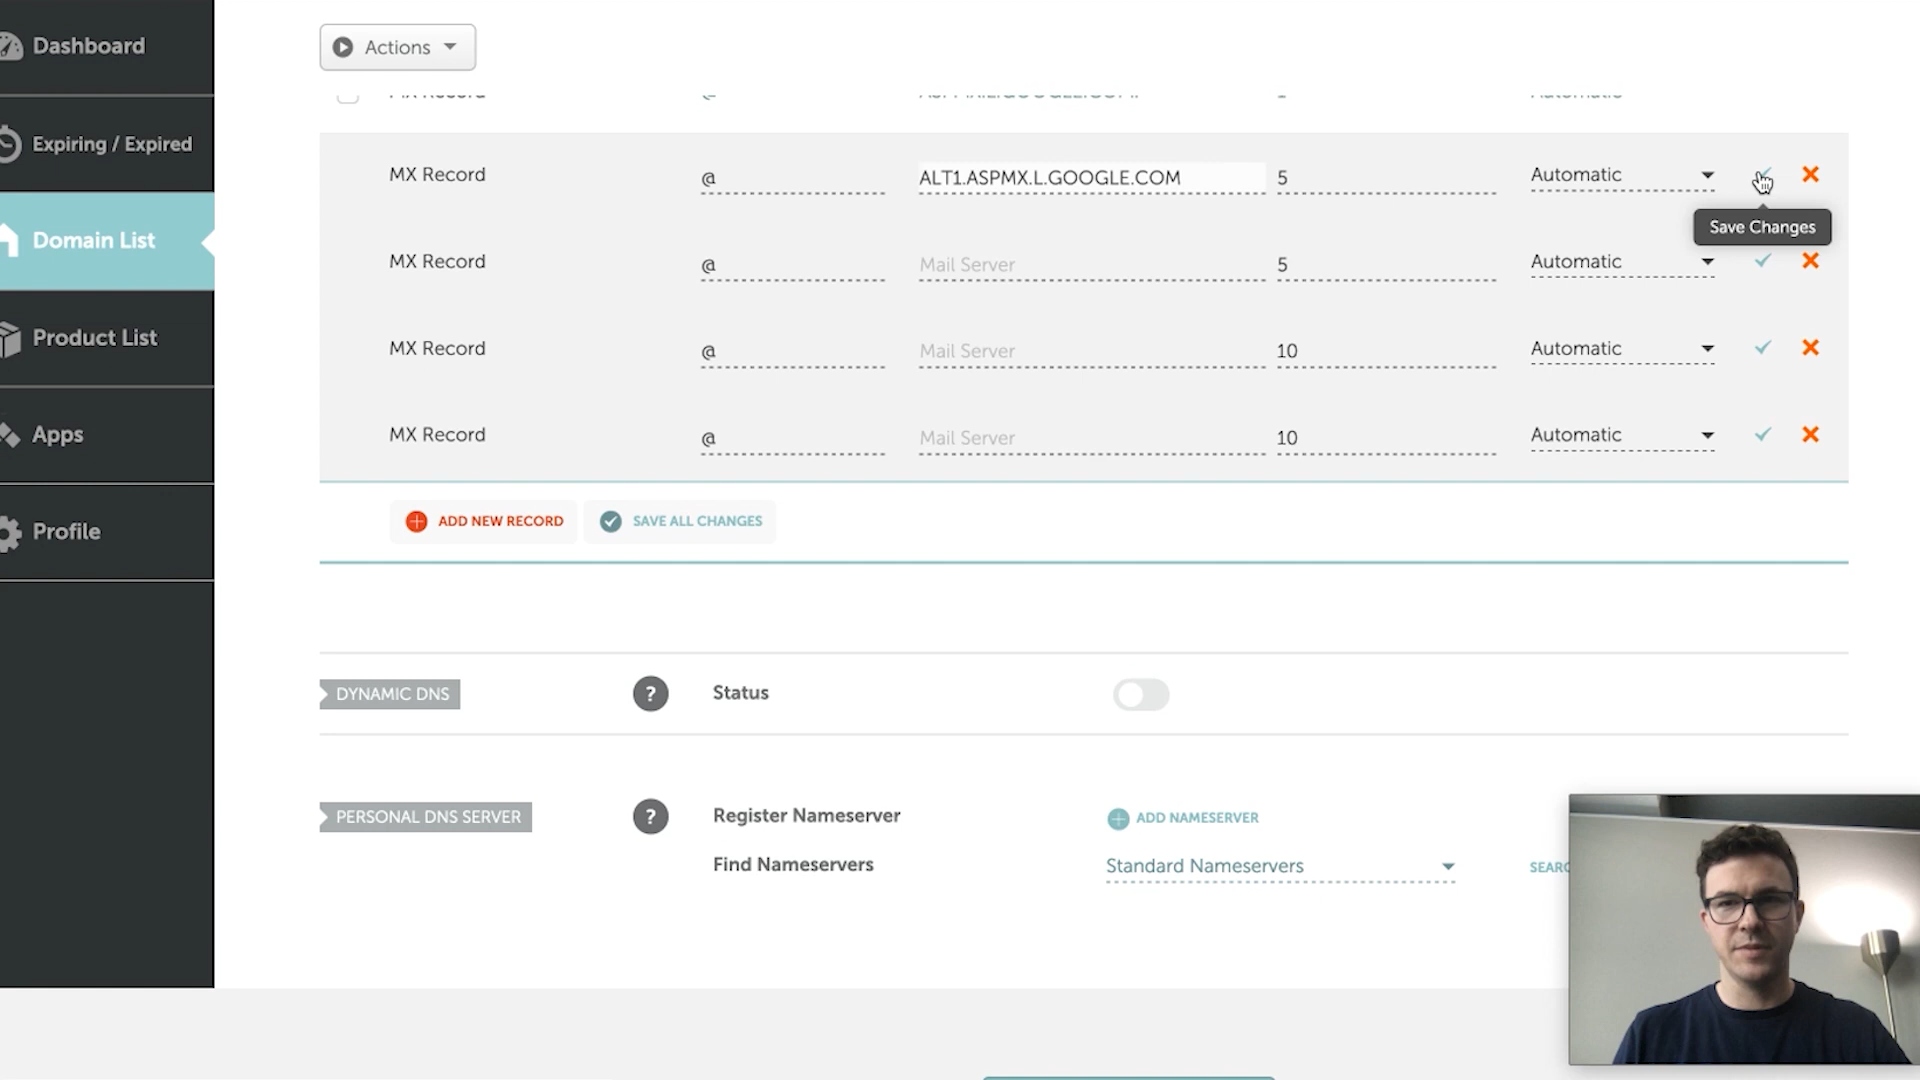 Dashboard
Actions
Expiring / Expired
MX Record @ ALT1.ASPMX.L.GOOGLE.COM 5 Automatic
Save Changes
Domain List
MX Record @ Mail Server 5 Automatic
Product List
MX Record @ Mail Server 10 Automatic
Apps
MX Record @ Mail Server 10 Automatic
ADD NEW RECORD SAVE ALL CHANGES
Profile
DYNAMIC DNS ? Status
PERSONAL DNS SERVER ? Register Nameserver ADD NAMESERVER
Find Nameservers Standard Nameservers